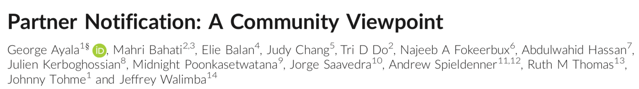 Partner Notification: A Community Viewpoint
George Ayala1§ iD, Mahri Bahati2,3, Elie Balan4, Judy Chang5, Tri D Do2, Najeeb A Fokeerbux6, Abdulwahid Hassan7,
Julien Kerboghossian8, Midnight Poonkasetwatana9, Jorge Saavedra10, Andrew Spieldenner11,12, Ruth M Thomas13,
Johnny Tohme1 and Jeffrey Walimba14